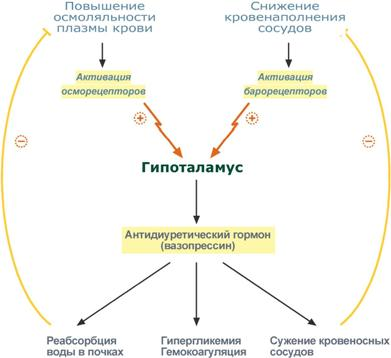 Повышение
осмоляльности
плазмы крови
Снижение
кровенаполнения
сосудов
Активация
осморецепторов
Активация
барорецепторов
+
+
−
−
Гипоталамус
Антидиуретический гормон
(вазопрессин)
Реабсорбция
воды в почках
Гипергликемия
Гемокоагуляция
Сужение кровеносных
сосудов